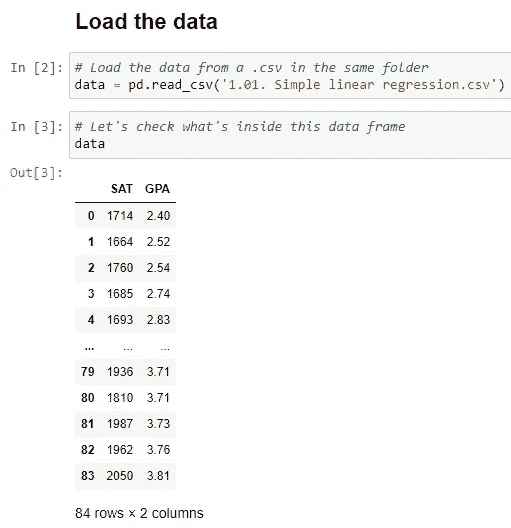 Load the data
In [2]: # Load the data from a .csv in the same folder
data = pd.read_csv('1.01. Simple linear regression.csv')
In [3]: # Let's check what's inside this data frame
data
Out[3]:
SAT GPA
0 1714 2.40
1 1664 2.52
2 1760 2.54
3 1685 2.74
4 1693 2.83
... ... ...
79 1936 3.71
80 1810 3.71
81 1987 3.73
82 1962 3.76
83 2050 3.81
84 rows × 2 columns